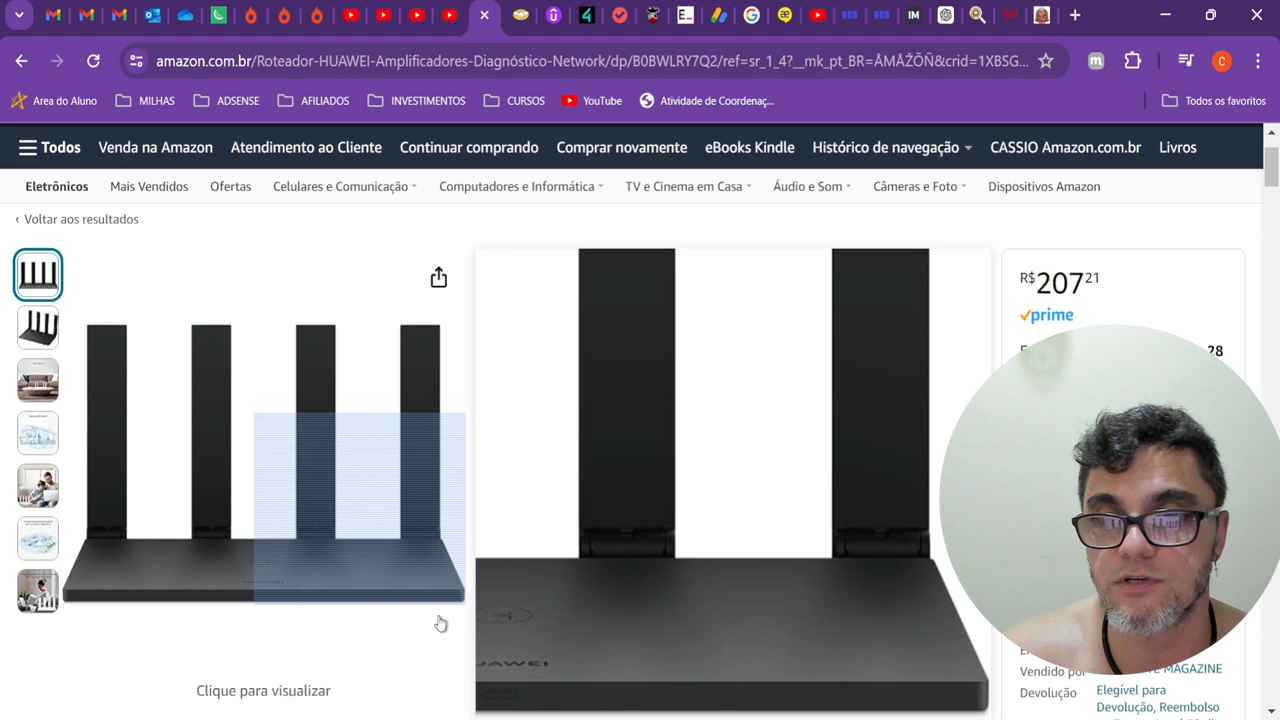 amazon.com.br/Roteador-HUAWEI-Amplificadores-Diagnóstico-Network/dp/B0BWLRY7Q2/ref=sr_1_4?__mk_pt_BR=ÅMÅŽÕÑ&crid=1XBSG...
Area do Aluno MILHAS ADSENSE AFILIADOS INVESTIMENTOS CURSOS YouTube Atividade de Coordenaç... Todos os favoritos
Todos Venda na Amazon Atendimento ao Cliente Continuar comprando Comprar novamente eBooks Kindle Histórico de navegação CASSIO Amazon.com.br Livros
Eletrônicos Mais Vendidos Ofertas Celulares e Comunicação Computadores e Informática TV e Cinema em Casa Áudio e Som Câmeras e Foto Dispositivos Amazon
‹ Voltar aos resultados
R$20721
prime
28
HUAWEI
UAWEI
Vendido por
MAGAZINE
Devolução
Elegível para
Devolução, Reembolso
Clique para visualizar